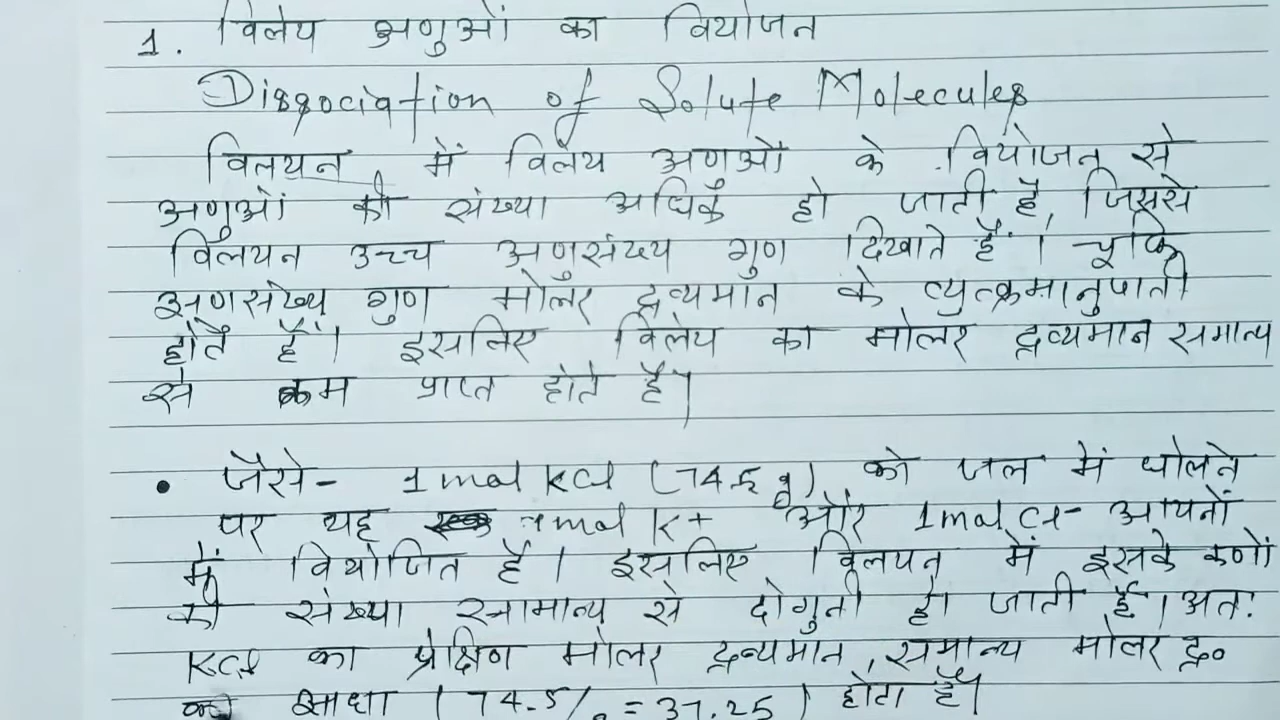 1. विलेय अणुओं का वियोजन
Dissociation of Solute Molecules
विलयन में विलेय अणुओं के वियोजन से
अणुओं की संख्या अधिक हो जाती है, जिससे
विलयन उच्च अणुसंख्य गुण दिखाते हैं। चूकि
अणुसंख्य गुण मोलर द्रव्यमान के व्युत्क्रमानुपाती
होते हैं। इसलिए विलेय का मोलर द्रव्यमान समान्य
से कम प्राप्त होते है।
• जैसे- 1 mol KCl (74.5g) को जल में घोलने
पर यह 1 mol K+ और 1 mol Cl- आयनों
में वियोजित है। इसलिए विलयन में इसके कणों
की संख्या सामान्य से दोगुनी हो जाती है। अतः
KCl का प्रेक्षिण मोलर द्रव्यमान, समान्य मोलर द्र०
आधा (74.5/ = 37.25) होता है।